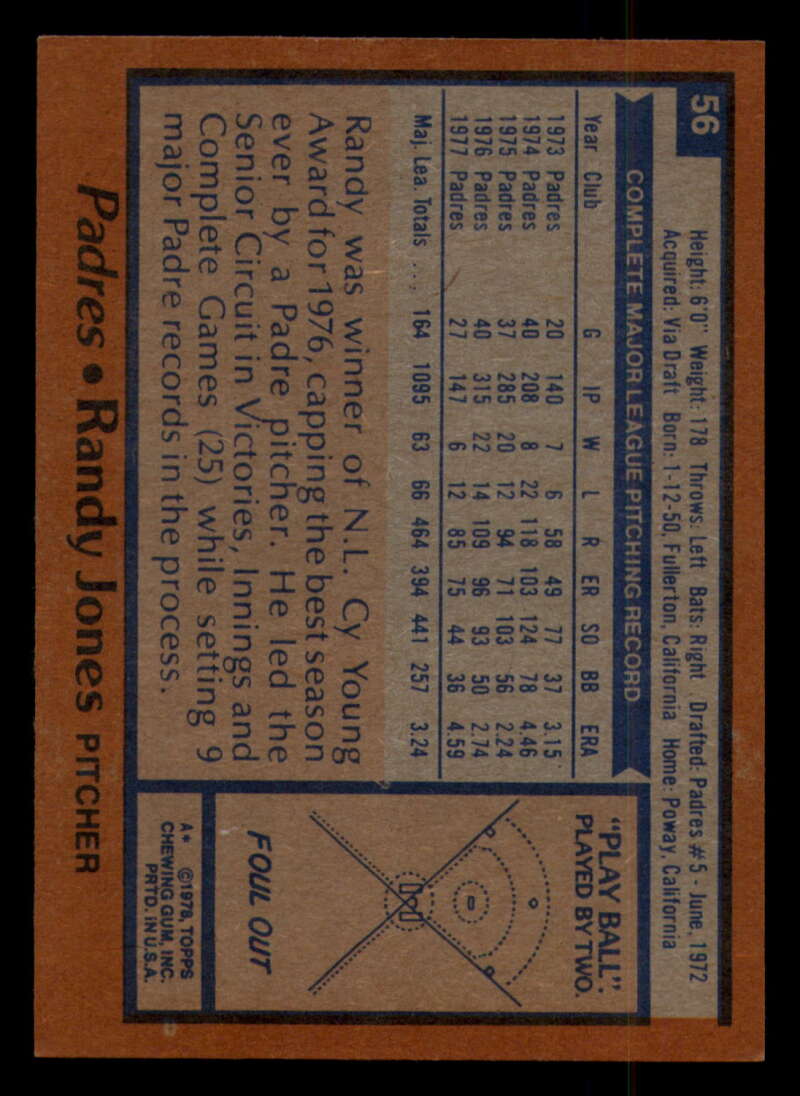 56
Height: 6'0" Weight: 178 Throws: Left Bats: Right Drafted: Padres #5 - June, 1972
Acquired: Via Draft Born: 1-12-50, Fullerton, California Home: Poway, California
COMPLETE MAJOR LEAGUE PITCHING RECORD
Year Club G IP W L R ER SO BB ERA
1973 Padres 20 140 7 6 58 49 77 37 3.15
1974 Padres 40 208 8 22 118 103 124 78 4.46
1975 Padres 37 285 20 12 94 71 103 56 2.24
1976 Padres 40 315 22 14 109 96 93 50 2.74
1977 Padres 27 147 6 12 85 75 44 36 4.59
Maj. Lea. Totals .... 164 1095 63 66 464 394 441 257 3.24
Randy was winner of N.L. Cy Young
Award for 1976, capping the best season
ever by a Padre pitcher. He led the
Senior Circuit in Victories, Innings and
Complete Games (25) while setting 9
major Padre records in the process.
"PLAY BALL":
PLAYED BY TWO.
FOUL OUT
A* ©1978, TOPPS
CHEWING GUM, INC.
PRTD. IN U.S.A.
Padres • Randy Jones PITCHER